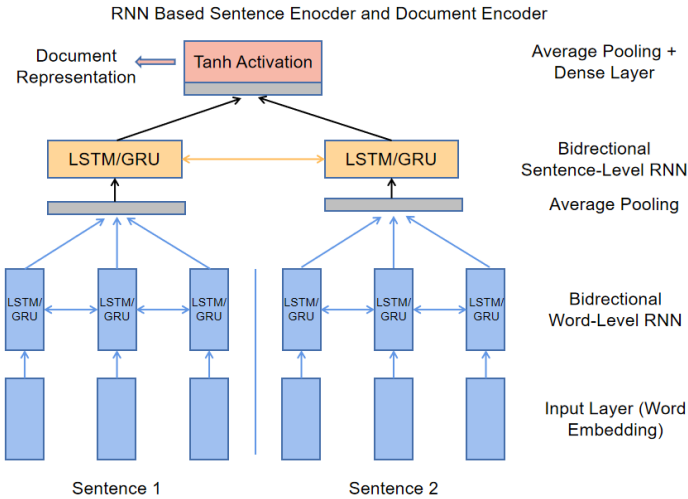 RNN Based Sentence Enocder and Document Encoder
Document
Representation
Tanh Activation
Average Pooling +
Dense Layer
LSTM/GRU
LSTM/GRU
Bidrectional
Sentence-Level RNN
Average Pooling
LSTM/
GRU
LSTM/
GRU
LSTM/
GRU
LSTM/
GRU
LSTM/
GRU
LSTM/
GRU
Bidrectional
Word-Level RNN
Input Layer (Word
Embedding)
Sentence 1
Sentence 2